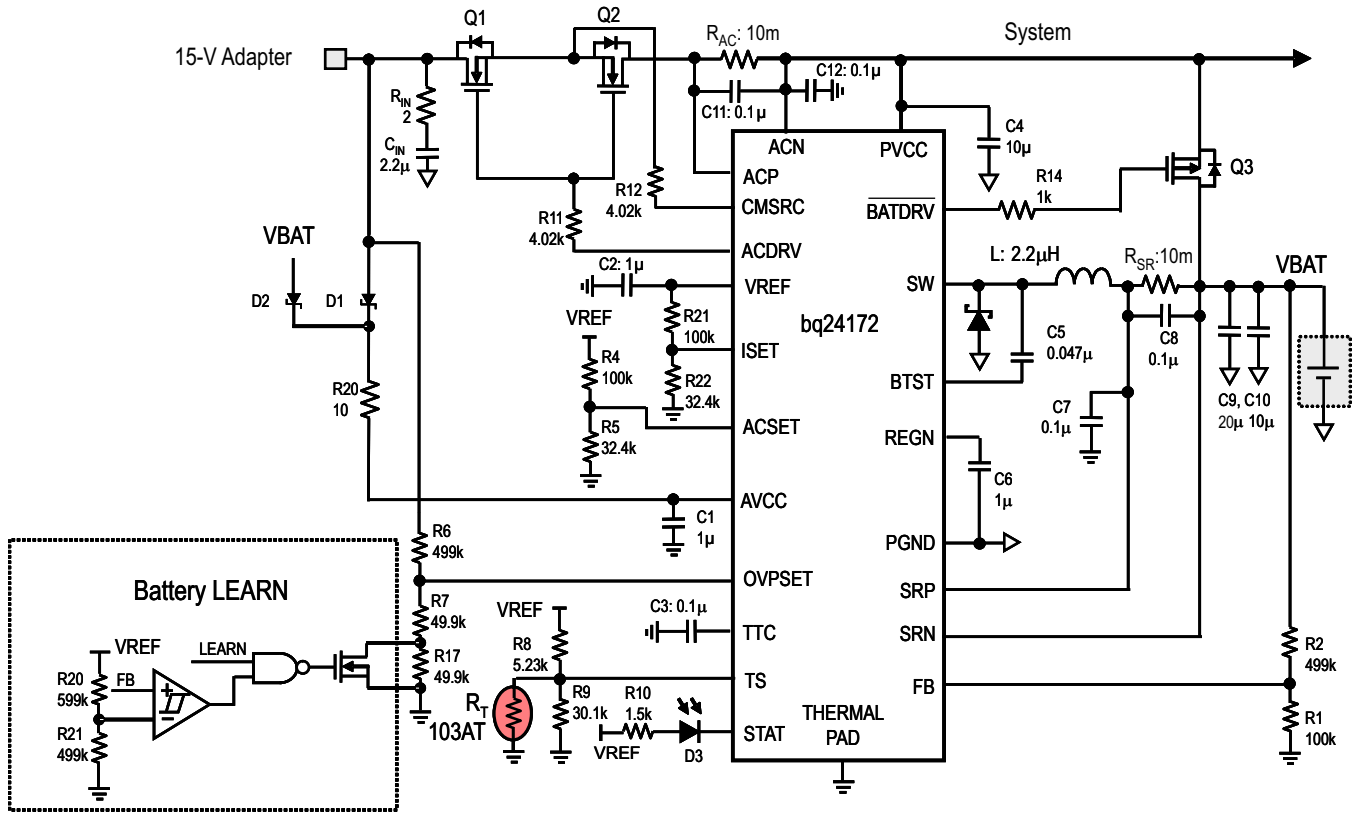 Q1
Q2
R_AC: 10m
System
15-V Adapter
C12: 0.1µ
R_IN
2
C11: 0.1µ
C_IN
2.2µ
C4
10µ
ACN
PVCC
ACP
R14
1k
Q3
R12
4.02k
CMSRC
BATDRV
R11
4.02k
VBAT
ACDRV
L: 2.2µH
R_SR:10m
VBAT
C2: 1µ
VREF
SW
D2
D1
VREF
R21
100k
bq24172
C5
0.047µ
C8
0.1µ
ISET
R4
100k
R22
32.4k
BTST
R20
10
C9, C10
20µ 10µ
C7
0.1µ
R5
32.4k
ACSET
REGN
C6
1µ
AVCC
C1
1µ
R6
499k
PGND
Battery LEARN
OVPSET
SRP
R7
49.9k
C3: 0.1µ
VREF
TTC
SRN
VREF
LEARN
R8
5.23k
R17
49.9k
R2
499k
R20
599k
FB
TS
FB
R_T
103AT
R9
30.1k
R10
1.5k
R21
499k
VREF
D3
STAT
THERMAL
PAD
R1
100k